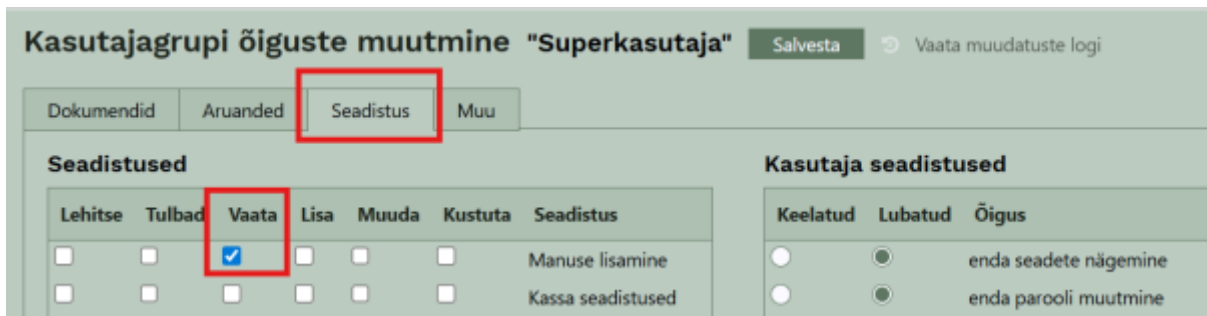 Kasutajagrupi õiguste muutmine "Superkasutaja" Salvesta Vaata muudatuste logi
Dokumendid Aruanded Seadistus Muu
Seadistused
Lehitse Tulbad Vaata Lisa Muuda Kustuta Seadistus
Manuse lisamine
Kassa seadistused
Kasutaja seadistused
Keelatud Lubatud Õigus
enda seadete nägemine
enda parooli muutmine